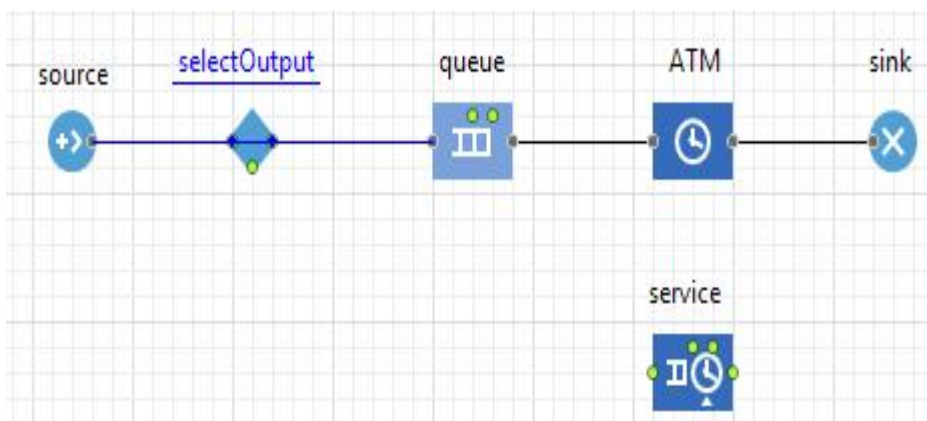 source
selectOutput
queue
ATM
sink
service